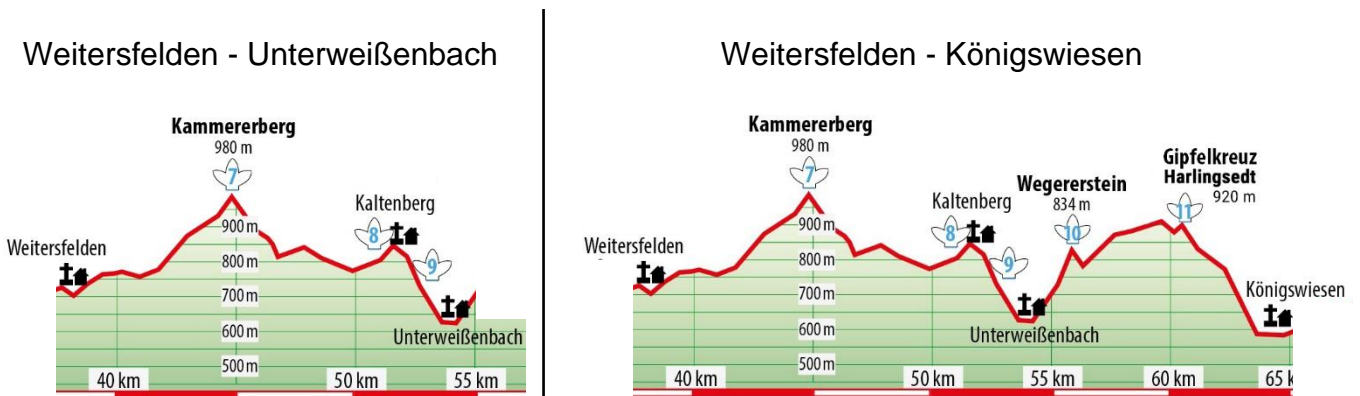 Weitersfelden - Unterweißenbach
Kammererberg
980 m
7
Kaltenberg
8
900 m
Weitersfelden
9
800 m
700 m
600 m
Unterweißenbach
500 m
40 km
50 km
55 km
Weitersfelden - Königswiesen
Kammererberg
980 m
7
Gipfelkreuz
Harlingsedt
920 m
Wegererstein
834 m
Kaltenberg
11
8
10
900 m
Weitersfelden
9
800 m
700 m
Königswiesen
600 m
Unterweißenbach
500 m
40 km
50 km
55 km
60 km
65 k